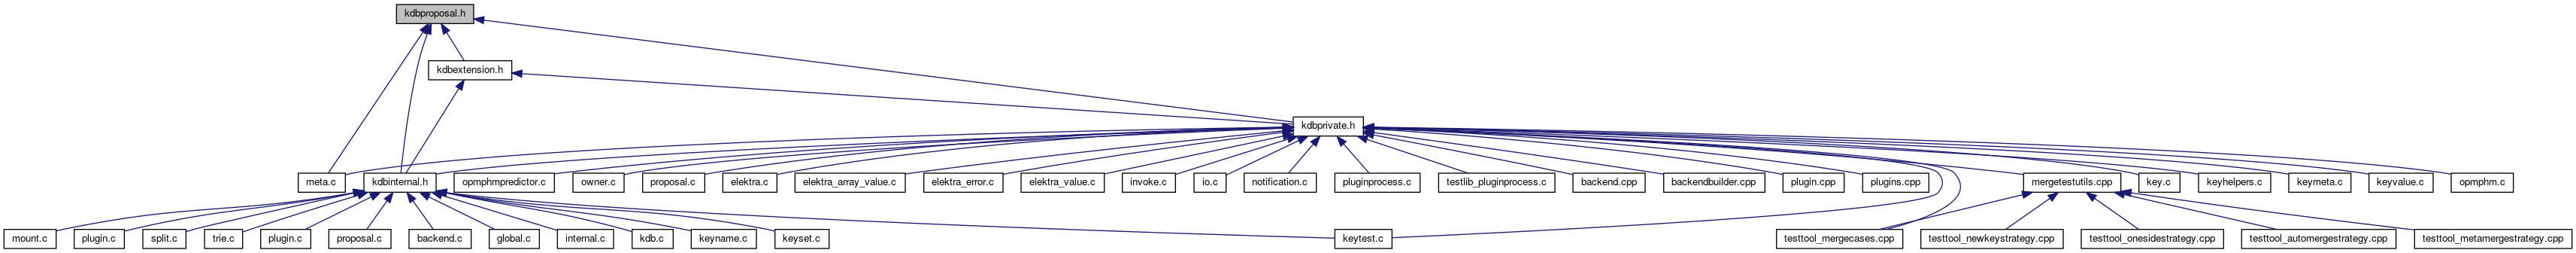 kdbproposal.h
kdbextension.h
kdbprivate.h
meta.c
kdbinternal.h
opmphmpredictor.c
owner.c
proposal.c
elektra.c
elektra_array_value.c
elektra_error.c
elektra_value.c
invoke.c
io.c
notification.c
pluginprocess.c
testlib_pluginprocess.c
backend.cpp
backendbuilder.cpp
plugin.cpp
plugins.cpp
mergetestutils.cpp
key.c
keyhelpers.c
keymeta.c
keyvalue.c
opmphm.c
mount.c
plugin.c
split.c
trie.c
plugin.c
proposal.c
backend.c
global.c
internal.c
kdb.c
keyname.c
keyset.c
keytest.c
testtool_mergecases.cpp
testtool_newkeystrategy.cpp
testtool_onesidestrategy.cpp
testtool_automergestrategy.cpp
testtool_metamergestrategy.cpp